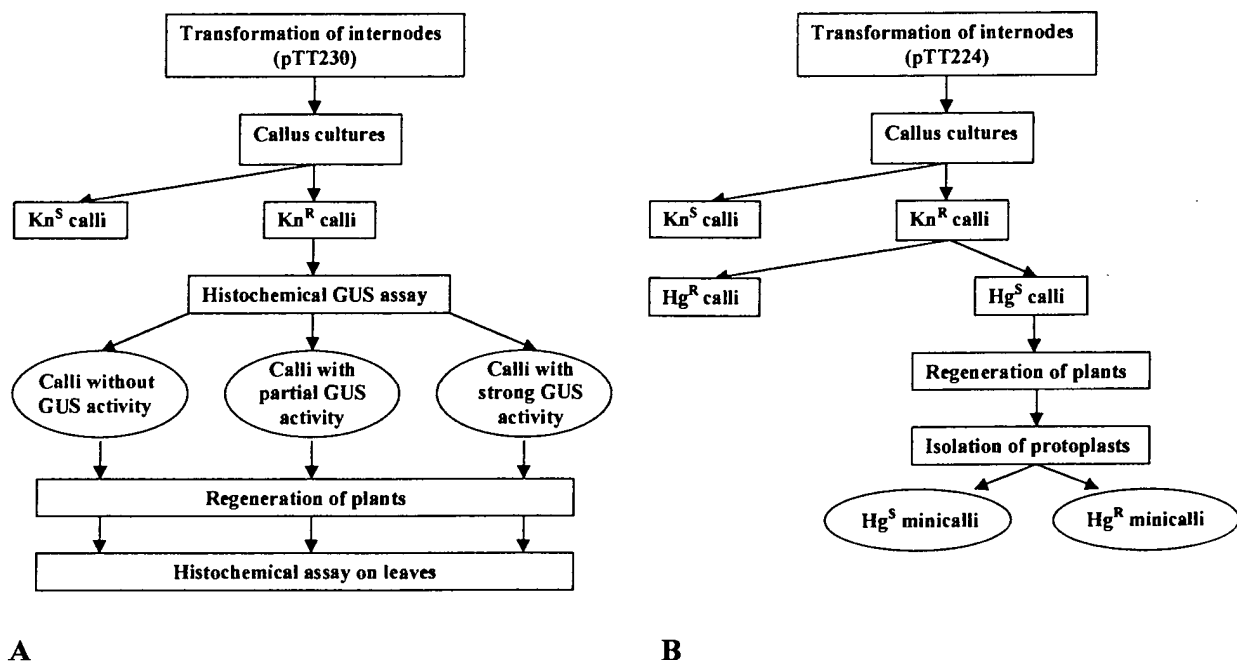 Transformation of internodes
(pTT230)
Callus cultures
Kn^S calli
Kn^R calli
Histochemical GUS assay
Calli without
GUS activity
Calli with
partial GUS
activity
Calli with
strong GUS
activity
Regeneration of plants
Histochemical assay on leaves
A
Transformation of internodes
(pTT224)
Callus cultures
Kn^S calli
Kn^R calli
Hg^R calli
Hg^S calli
Regeneration of plants
Isolation of protoplasts
Hg^S minicalli
Hg^R minicalli
B